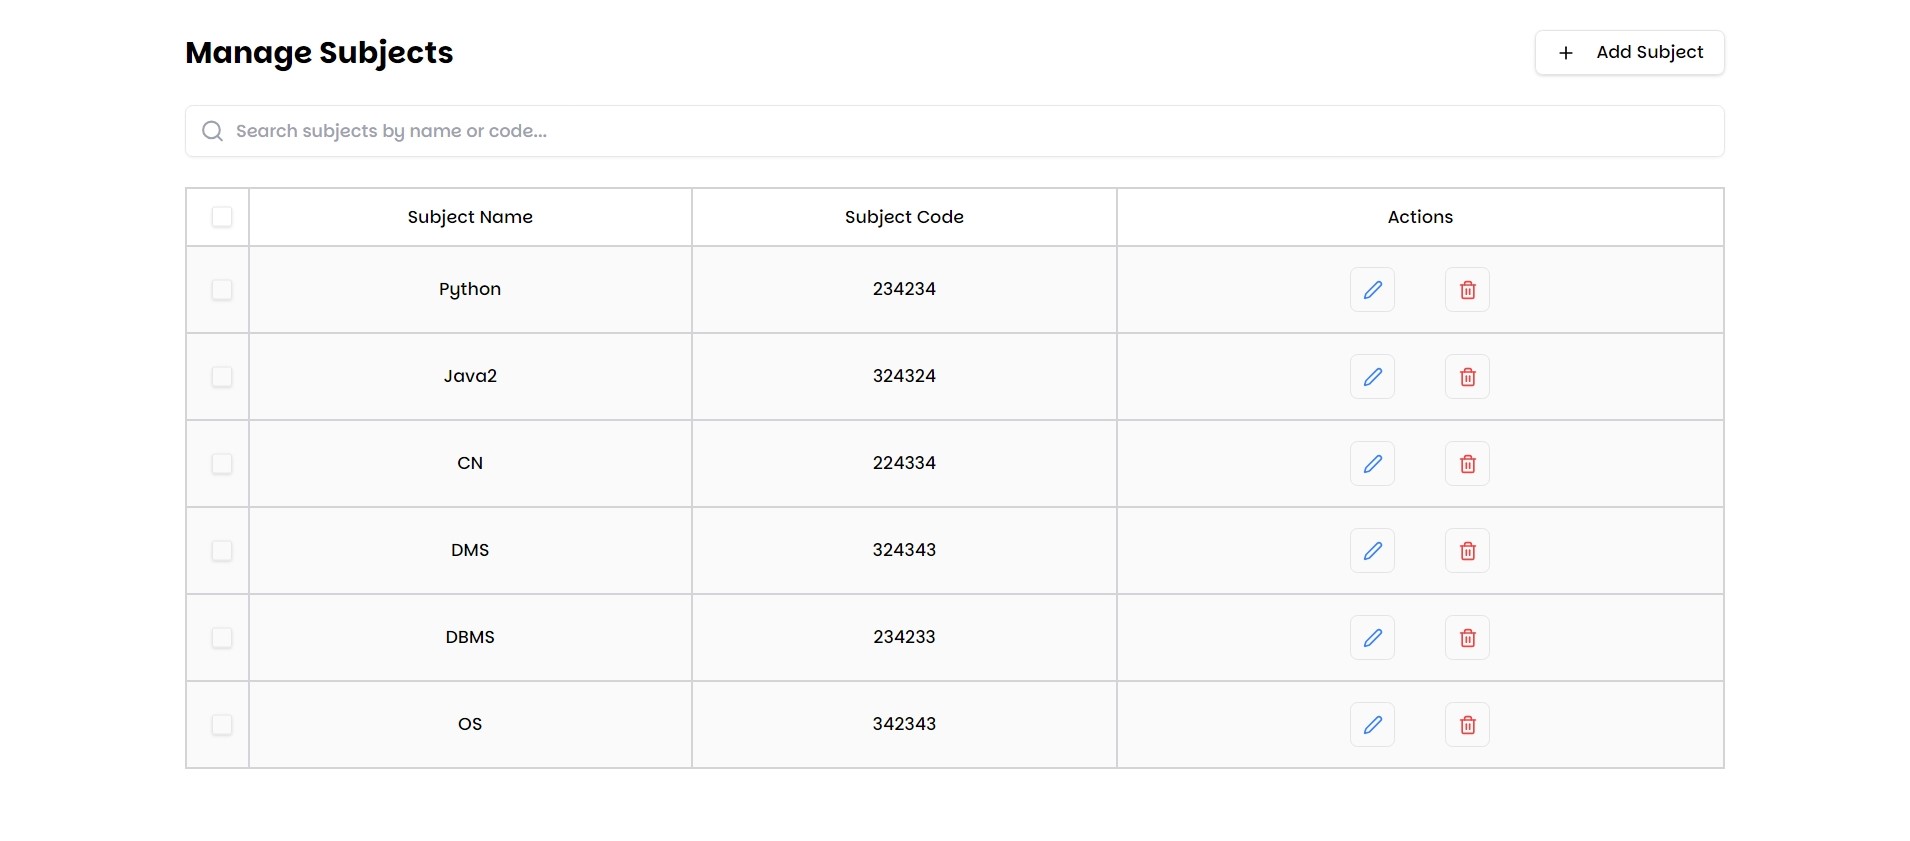 Manage Subjects
Add Subject
Search subjects by name or code...
Subject Name Subject Code Actions
Python 234234
Java2 324324
CN 224334
DMS 324343
DBMS 234233
OS 342343